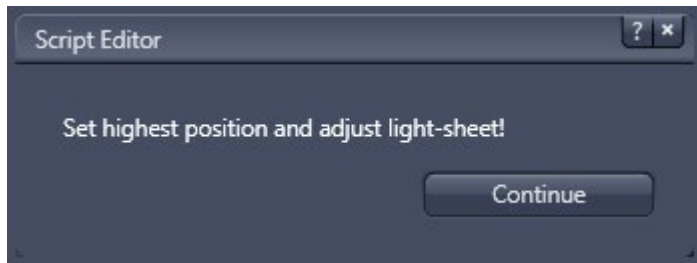 Script Editor
? ×
Set highest position and adjust light-sheet!
Continue